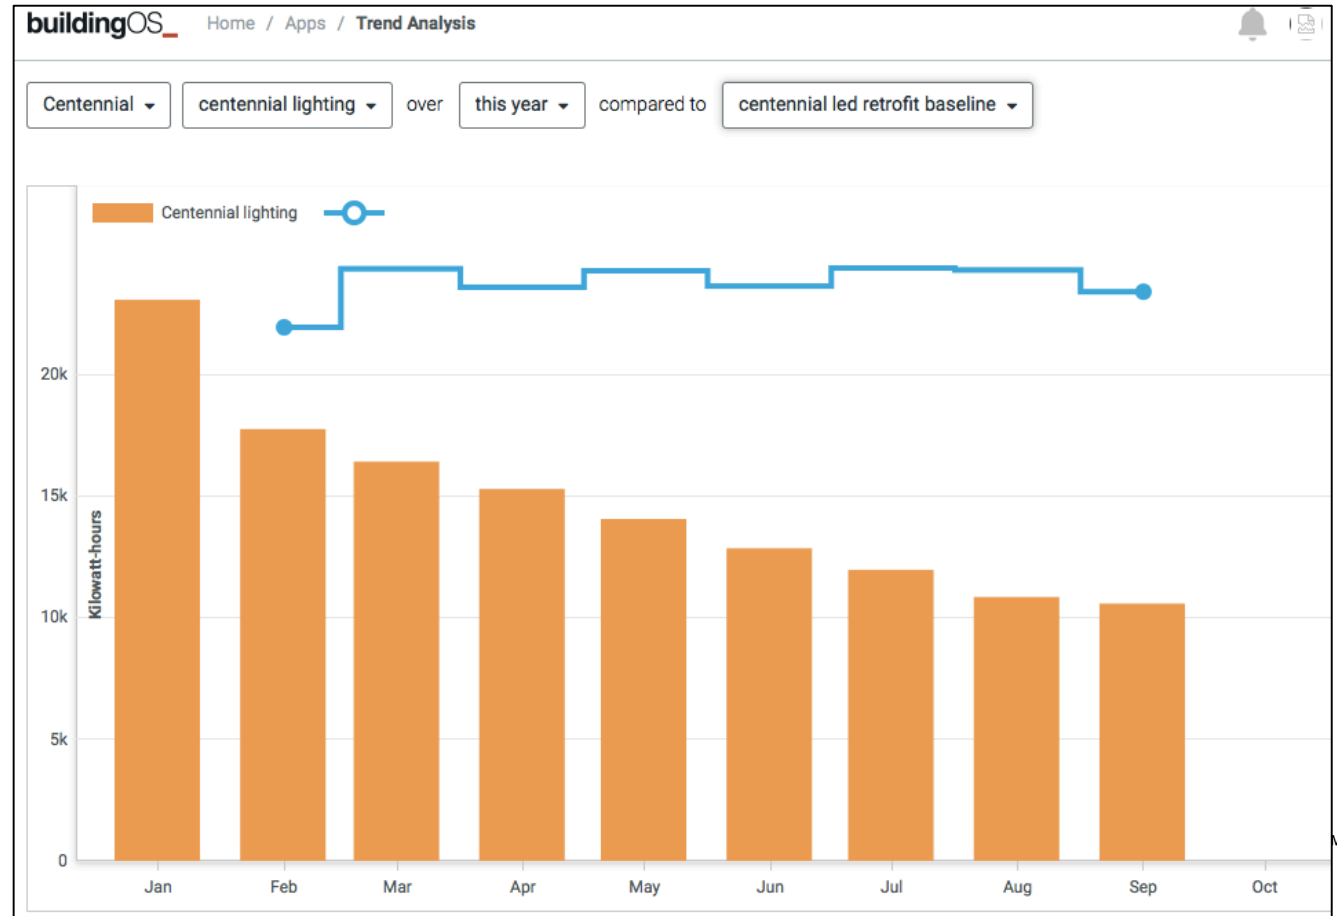 buildingOS_ Home / Apps / Trend Analysis
Centennial centennial lighting over this year compared to centennial led retrofit baseline
Centennial lighting
20k
15k
10k
5k
0
Kilowatt-hours
Jan Feb Mar Apr May Jun Jul Aug Sep Oct